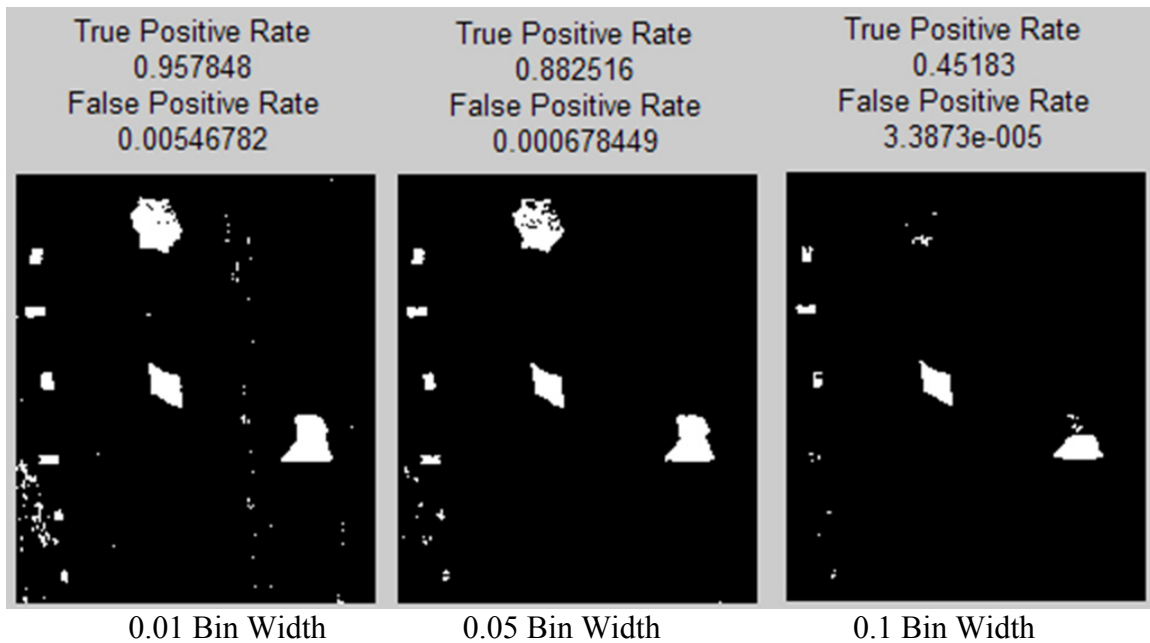 True Positive Rate
0.957848
False Positive Rate
0.00546782
True Positive Rate
0.882516
False Positive Rate
0.000678449
True Positive Rate
0.45183
False Positive Rate
3.3873e-005
0.01 Bin Width
0.05 Bin Width
0.1 Bin Width